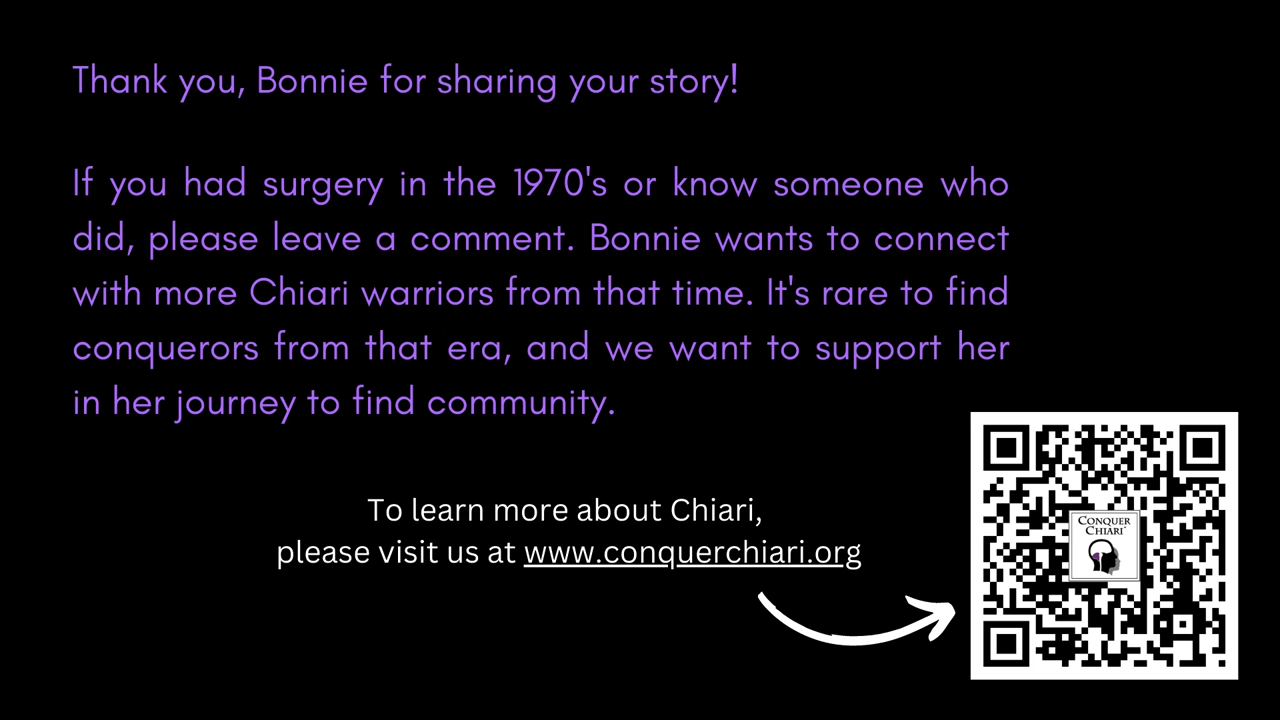 Thank you, Bonnie for sharing your story!
If you had surgery in the 1970's or know someone who
did, please leave a comment. Bonnie wants to connect
with more Chiari warriors from that time. It's rare to find
conquerors from that era, and we want to support her
in her journey to find community.
To learn more about Chiari,
please visit us at www.conquerchiari.org
CONQUER
CHIARI